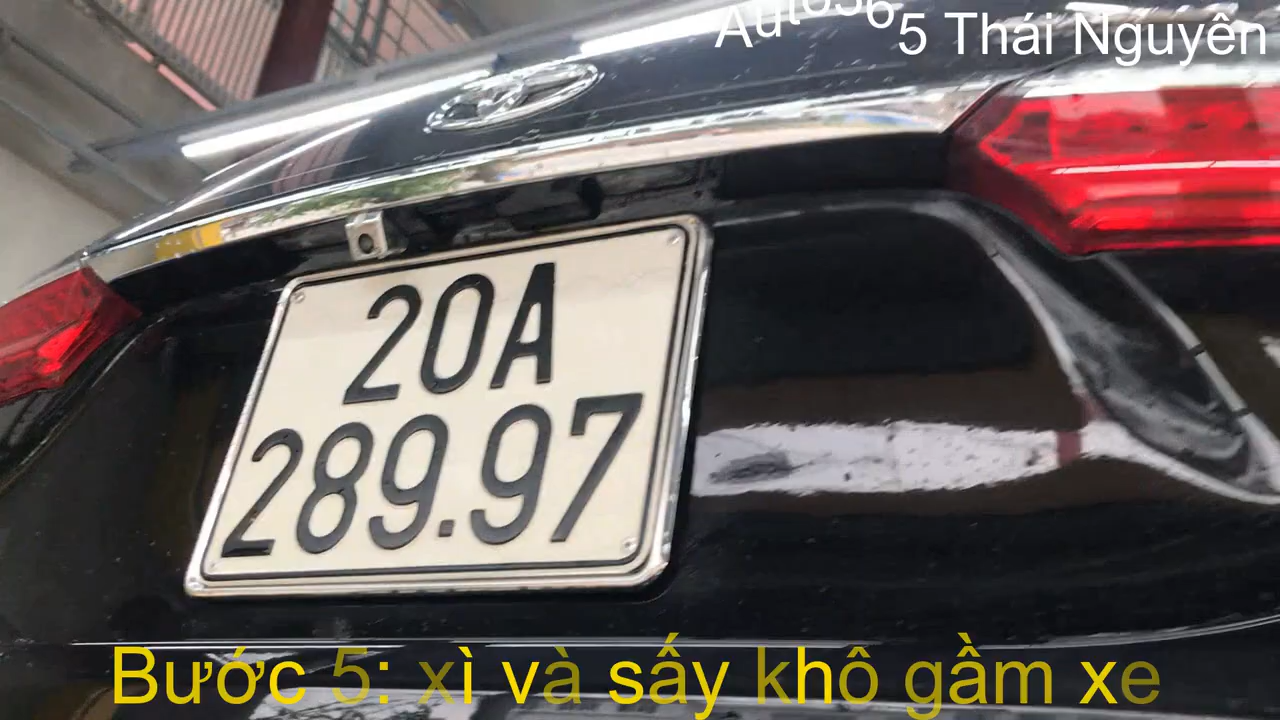 Auto365 Thái Nguyên
20A
289.97
Bước 5: xì và sấy khô gầm xe